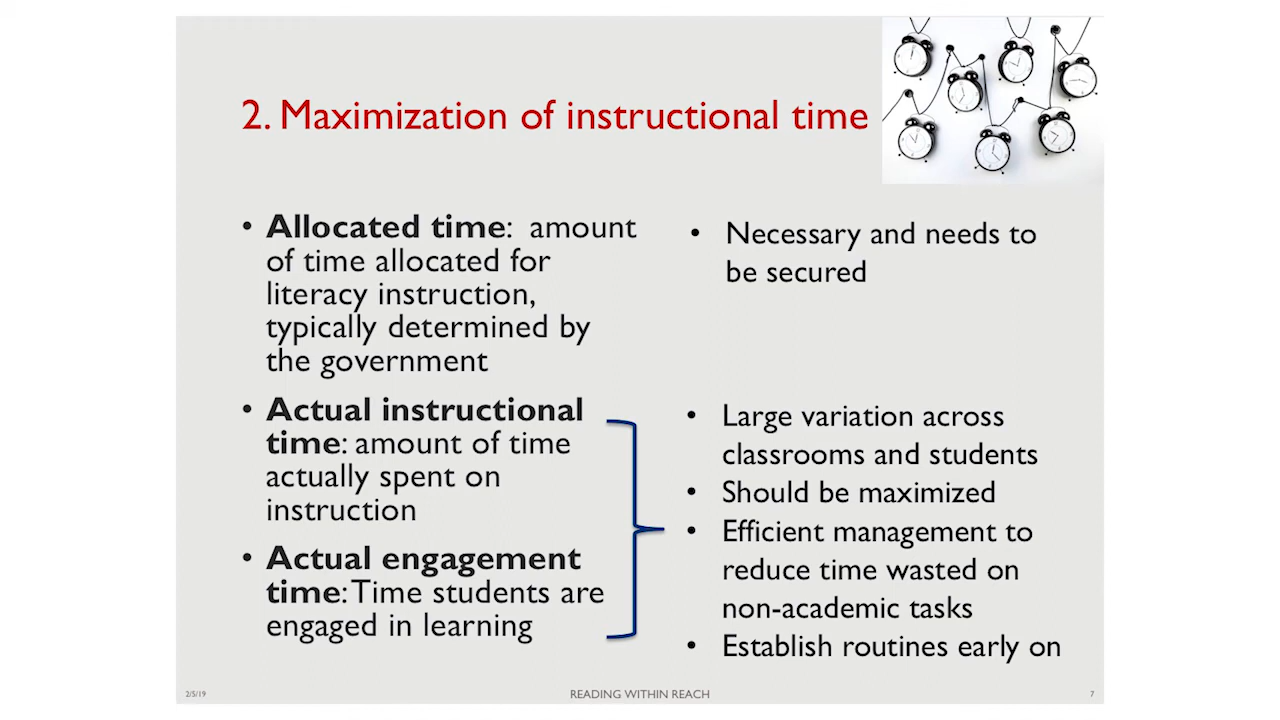 2. Maximization of instructional time
• Allocated time: amount
of time allocated for
literacy instruction,
typically determined by
the government
• Actual instructional
time: amount of time
actually spent on
instruction
• Actual engagement
time: Time students are
engaged in learning
• Necessary and needs to
be secured
• Large variation across
classrooms and students
• Should be maximized
• Efficient management to
reduce time wasted on
non-academic tasks
• Establish routines early on
2/5/19
READING WITHIN REACH
7